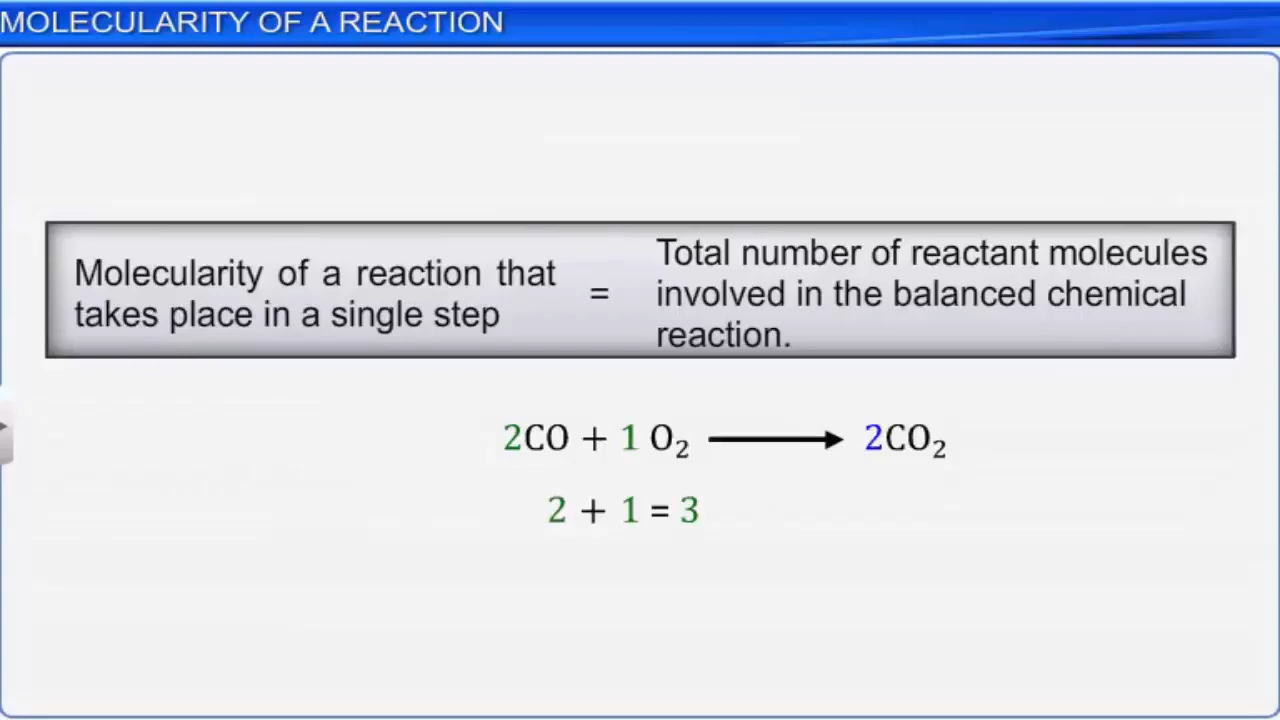 MOLECULARITY OF A REACTION
Molecularity of a reaction that
takes place in a single step
=
Total number of reactant molecules
involved in the balanced chemical
reaction.
2CO + 1 O₂ ⟶ 2CO₂
2 + 1 = 3